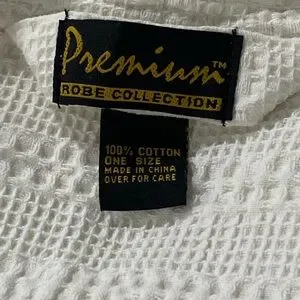 Premium™
ROBE COLLECTION
100% COTTON
ONE SIZE
MADE IN CHINA
OVER FOR CARE